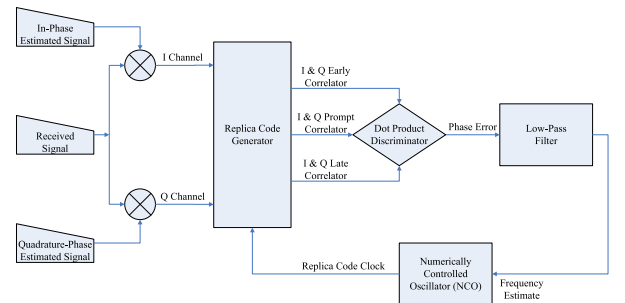 In-Phase
Estimated Signal
I Channel
Received
Signal
Q Channel
Quadrature-Phase
Estimated Signal
Replica Code
Generator
I & Q Early
Correlator
I & Q Prompt
Correlator
I & Q Late
Correlator
Dot Product
Discriminator
Phase Error
Low-Pass
Filter
Replica Code Clock
Numerically
Controlled
Oscillator (NCO)
Frequency
Estimate